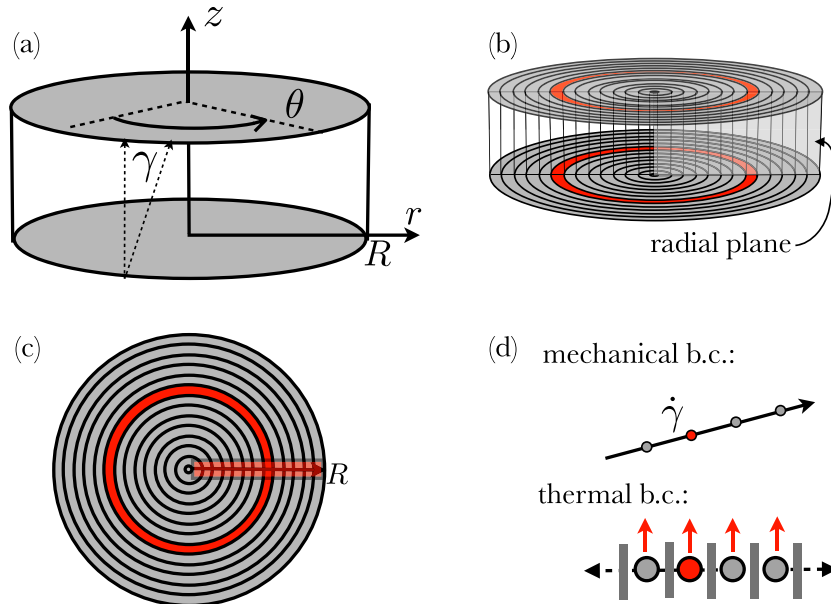 (a)
z
θ
γ
r
R
(b)
radial plane
(c)
R
(d)
mechanical b.c.:
γ̇
thermal b.c.: